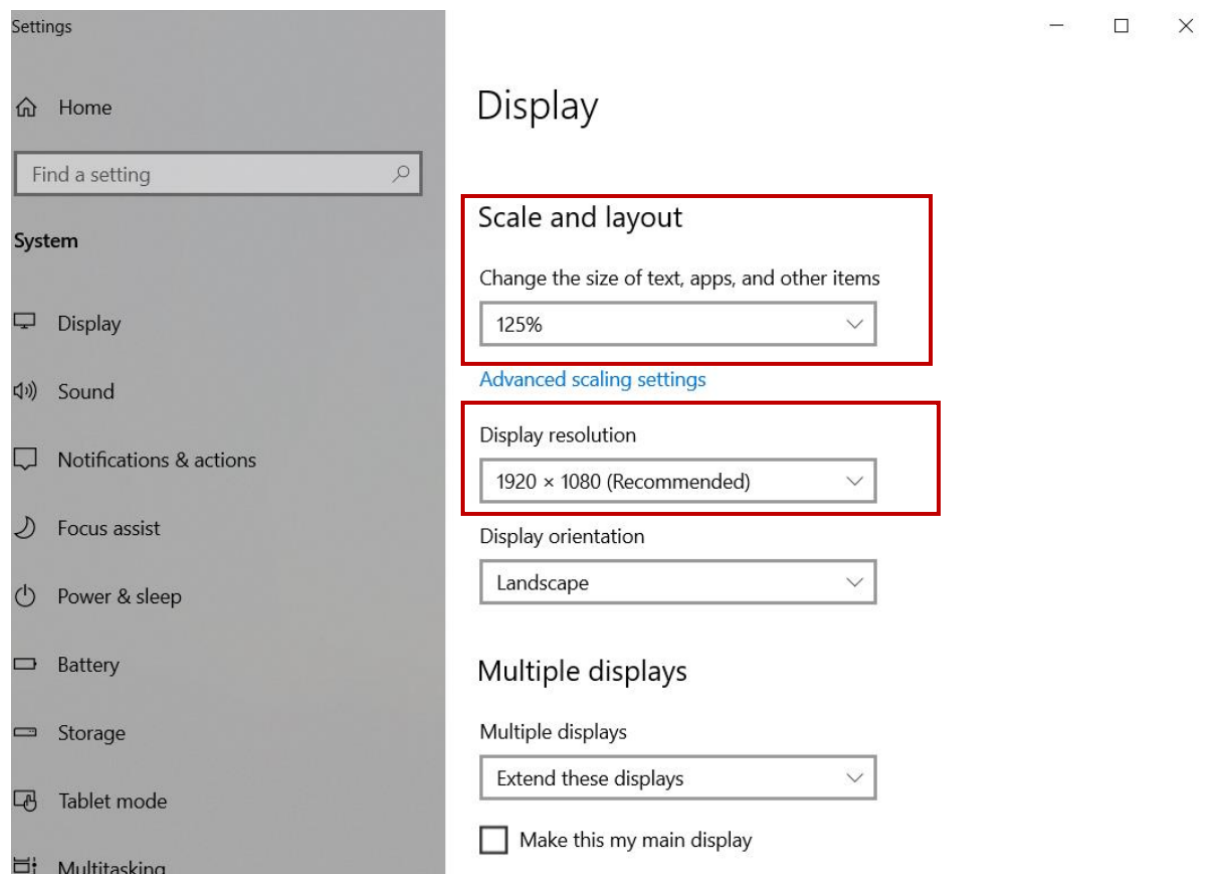 Settings
Home
Find a setting
System
Display
Sound
Notifications & actions
Focus assist
Power & sleep
Battery
Storage
Tablet mode
Multitasking
Display
Scale and layout
Change the size of text, apps, and other items
125%
Advanced scaling settings
Display resolution
1920 × 1080 (Recommended)
Display orientation
Landscape
Multiple displays
Multiple displays
Extend these displays
Make this my main display